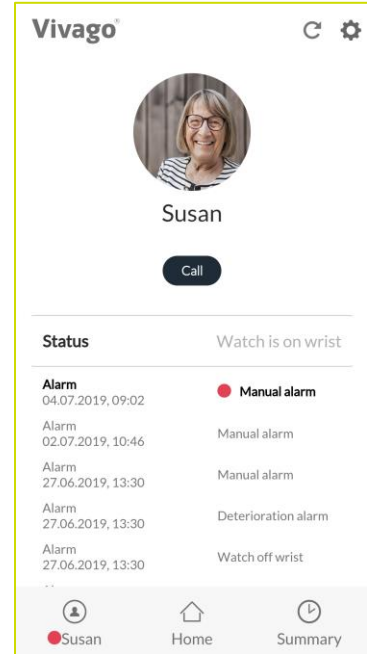 Vivago®
Susan
Call
Status Watch is on wrist
Alarm
04.07.2019, 09:02 Manual alarm
Alarm
02.07.2019, 10:46 Manual alarm
Alarm
27.06.2019, 13:30 Manual alarm
Alarm
27.06.2019, 13:30 Deterioration alarm
Alarm
27.06.2019, 13:30 Watch off wrist
Susan Home Summary